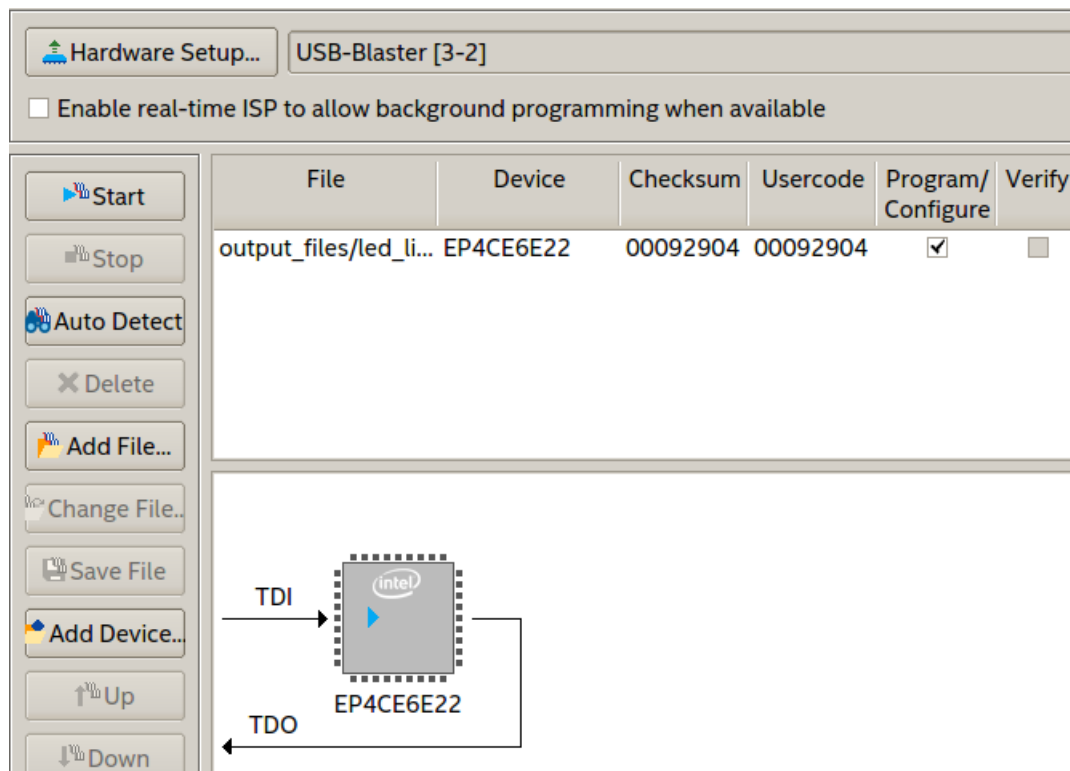 Hardware Setup... USB-Blaster [3-2]
Enable real-time ISP to allow background programming when available
Start
Stop
Auto Detect
Delete
Add File...
Change File..
Save File
Add Device..
Up
Down
File Device Checksum Usercode Program/ Verify
Configure
output_files/led_li... EP4CE6E22 00092904 00092904
intel
TDI
EP4CE6E22
TDO